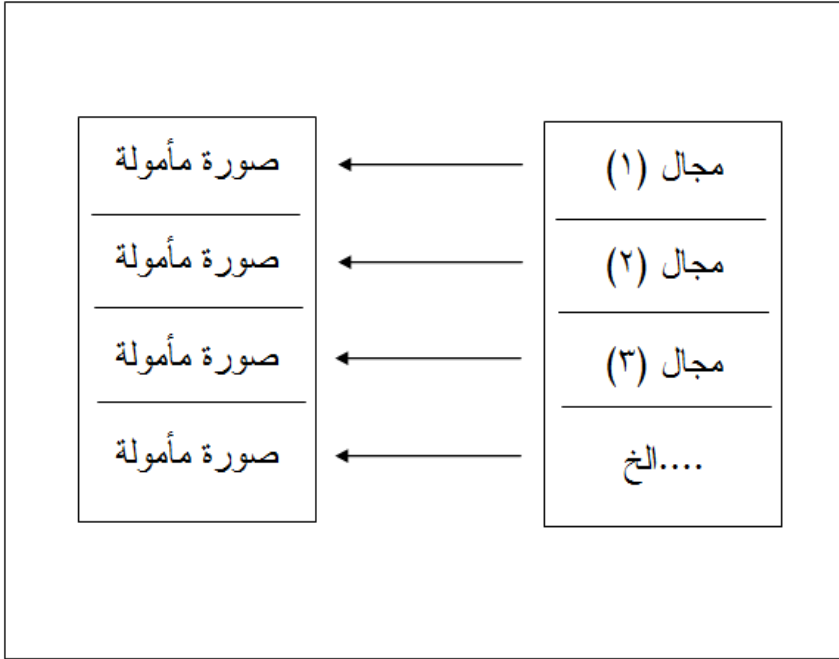 مجال (١)
صورة مأمولة
مجال (٢)
صورة مأمولة
مجال (٣)
صورة مأمولة
....الخ
صورة مأمولة